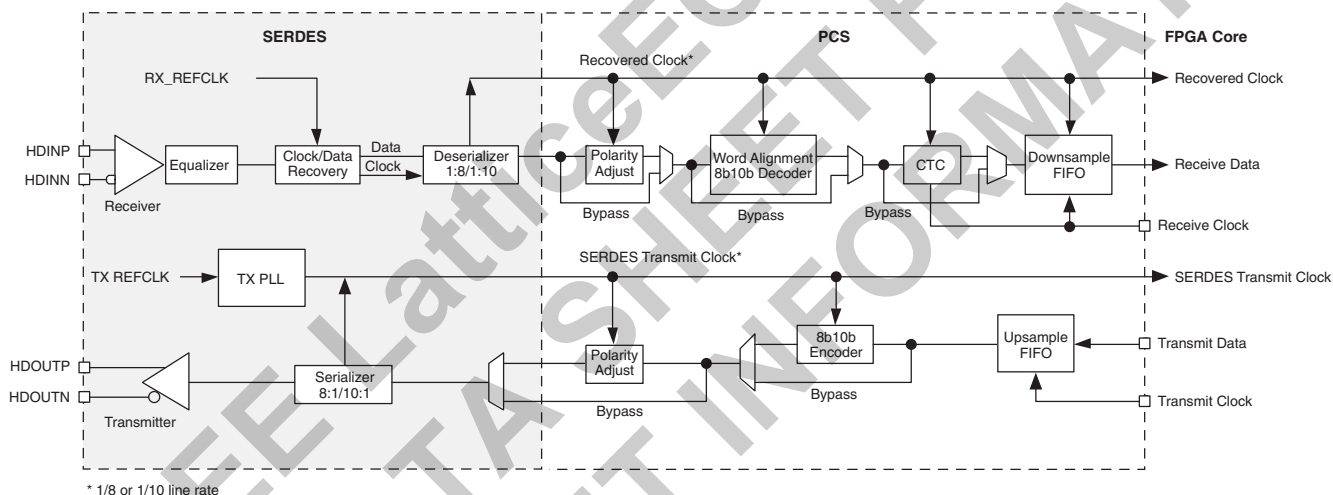 SERDES
PCS
FPGA Core
RX_REFCLK
Recovered Clock*
Recovered Clock
HDINP
HDINN
Receiver
Equalizer
Clock/Data
Recovery
Data
Clock
Deserializer
1:8/1:10
Polarity
Adjust
Bypass
Word Alignment
8b10b Decoder
Bypass
CTC
Bypass
Downsample
FIFO
Receive Data
Receive Clock
TX REFCLK
TX PLL
SERDES Transmit Clock*
SERDES Transmit Clock
HDOUTP
HDOUTN
Transmitter
Serializer
8:1/10:1
Polarity
Adjust
Bypass
8b10b
Encoder
Bypass
Upsample
FIFO
Transmit Data
Transmit Clock
* 1/8 or 1/10 line rate